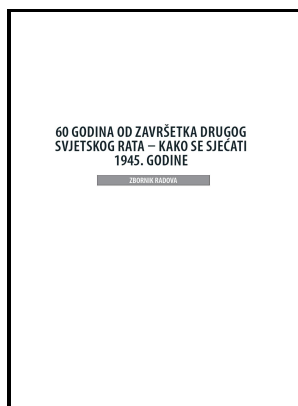 60 GODINA OD ZAVRŠETKA DRUGOG
SVJETSKOG RATA – KAKO SE SJEĆATI
1945. GODINE
ZBORNIK RADOVA